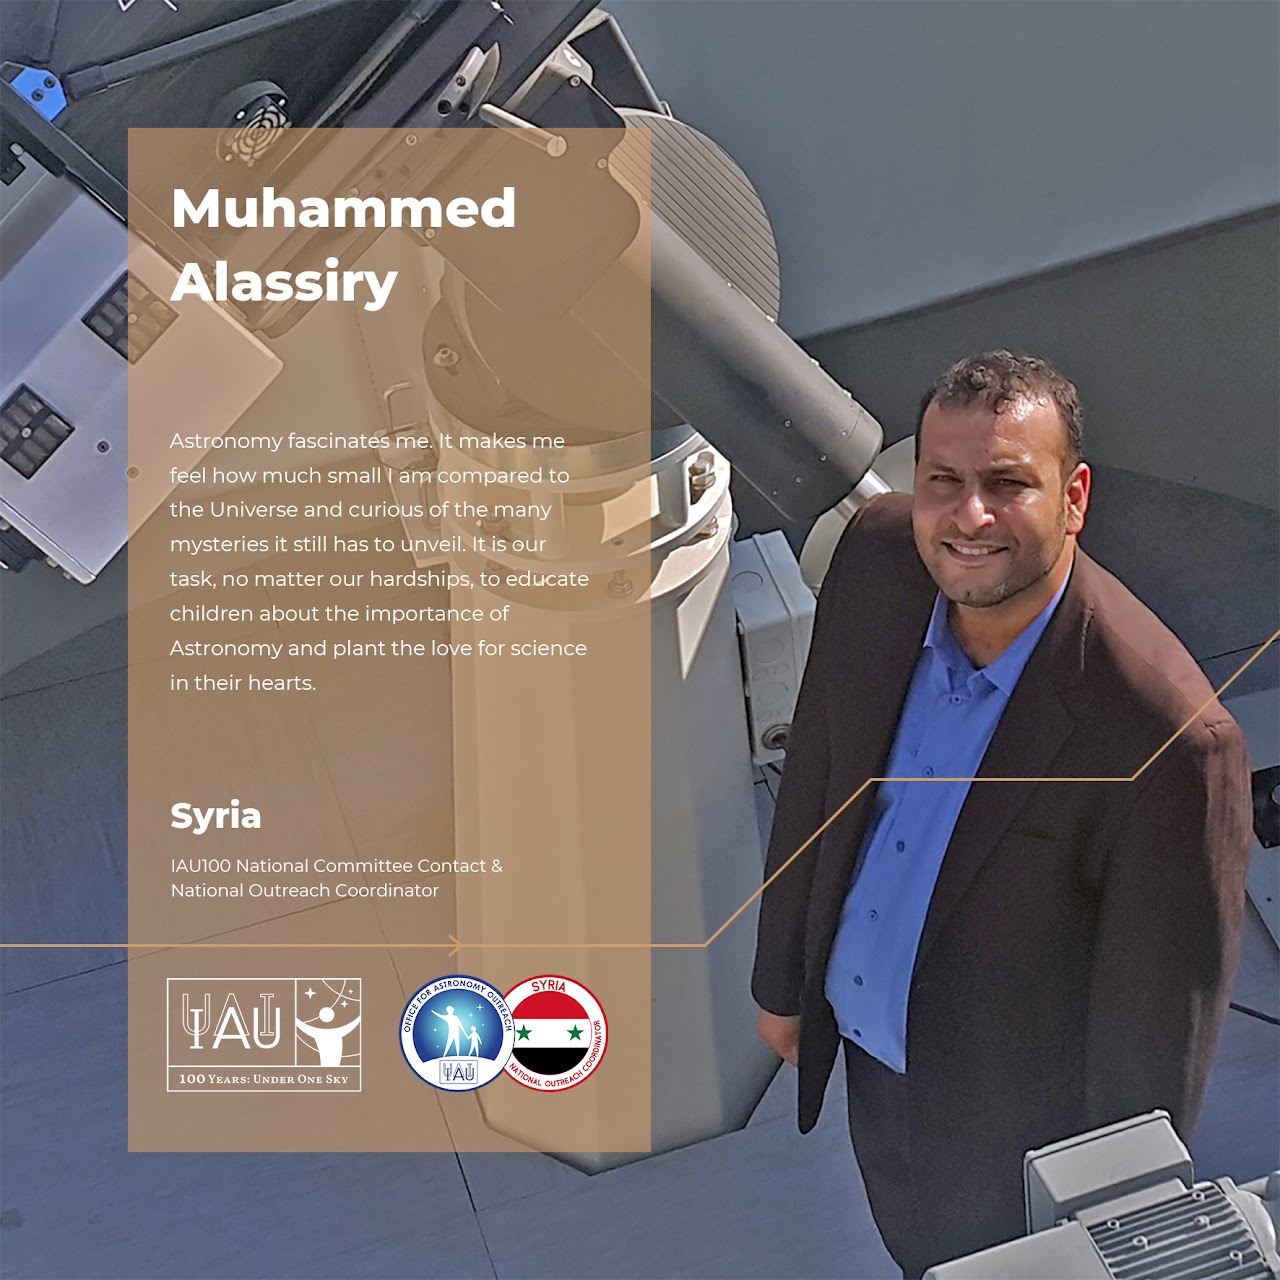 Muhammed
Alassiry
Astronomy fascinates me. It makes me
feel how much small I am compared to
the Universe and curious of the many
mysteries it still has to unveil. It is our
task, no matter our hardships, to educate
children about the importance of
Astronomy and plant the love for science
in their hearts.
Syria
IAU100 National Committee Contact &
National Outreach Coordinator
IAU
100 Years: Under One Sky
OFFICE FOR ASTRONOMY OUTREACH
IAU
SYRIA
NATIONAL OUTREACH COORDINATOR